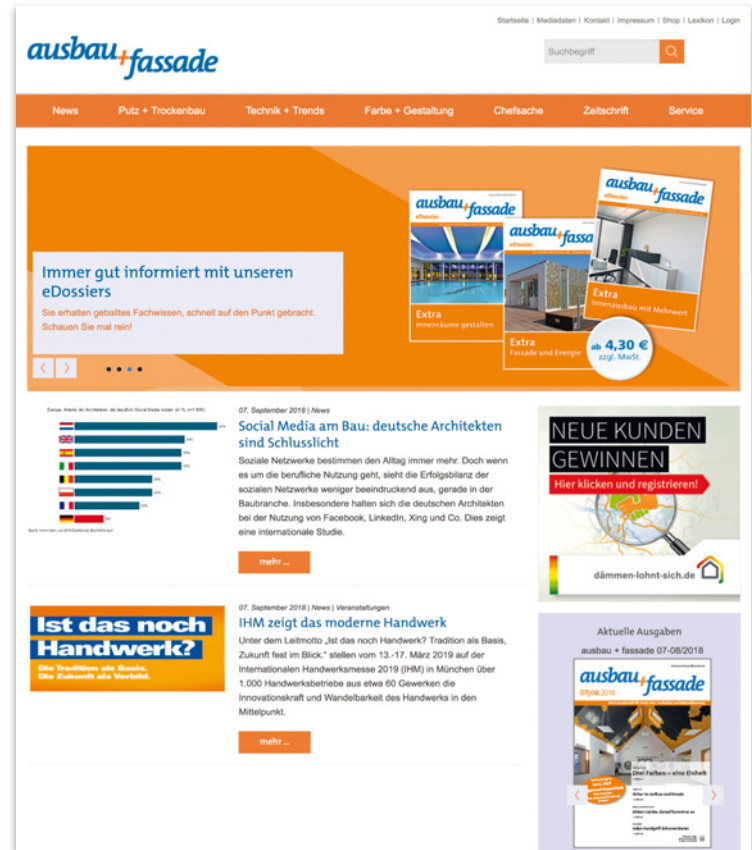 Startseite | Mediadaten | Kontakt | Impressum | Shop | Lexikon | Login
ausbau+fassade
Suchbegriff
News Putz + Trockenbau Technik + Trends Farbe + Gestaltung Chefsache Zeitschrift Service
Immer gut informiert mit unseren
eDossiers
Sie erhalten geballtes Fachwissen, schnell auf den Punkt gebracht.
Schauen Sie mal rein!
ausbau+fassade
eDossier
Extra
Innenräume gestalten
ausbau+fassa
eDossier
Extra
Fassade und Energie
ausbau+fassade
eDossier
Extra
Innenausbau mit Mehrwert
ab 4,30 €
zzgl. MwSt.
07. September 2018 | News
Social Media am Bau: deutsche Architekten
sind Schlusslicht
Soziale Netzwerke bestimmen den Alltag immer mehr. Doch wenn
es um die berufliche Nutzung geht, sieht die Erfolgsbilanz der
sozialen Netzwerke weniger beeindruckend aus, gerade in der
Baubranche. Insbesondere halten sich die deutschen Architekten
bei der Nutzung von Facebook, LinkedIn, Xing und Co. Dies zeigt
eine internationale Studie.
mehr ...
NEUE KUNDEN
GEWINNEN
Hier klicken und registrieren!
dämmen-lohnt-sich.de
Ist das noch
Handwerk?
Die Tradition als Basis.
Die Zukunft als Vorbild.
07. September 2018 | News | Veranstaltungen
IHM zeigt das moderne Handwerk
Unter dem Leitmotto „Ist das noch Handwerk? Tradition als Basis,
Zukunft fest im Blick." stellen vom 13.-17. März 2019 auf der
Internationalen Handwerksmesse 2019 (IHM) in München über
1.000 Handwerksbetriebe aus etwa 60 Gewerken die
Innovationskraft und Wandelbarkeit des Handwerks in den
Mittelpunkt.
mehr ...
Aktuelle Ausgaben
ausbau + fassade 07-08/2018
ausbau+fassade
07|08.2018
Drei Farben – eine Einheit